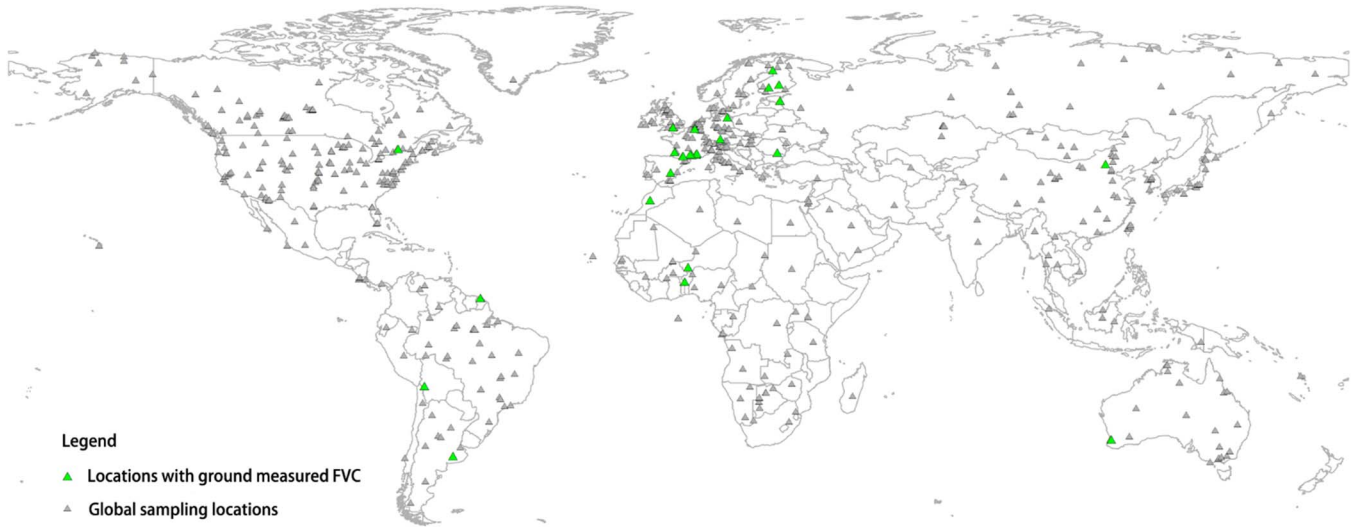 Legend
Locations with ground measured FVC
Global sampling locations